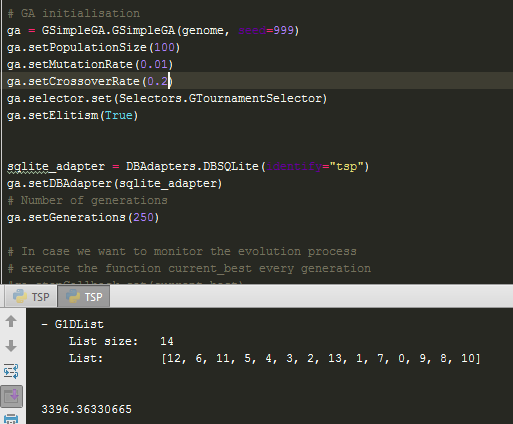 # GA initialisation
ga = GSimpleGA.GSimpleGA(genome, seed=999)
ga.setPopulationSize(100)
ga.setMutationRate(0.01)
ga.setCrossoverRate(0.2)
ga.selector.set(Selectors.GTournamentSelector)
ga.setElitism(True)
sqlite_adapter = DBAdapters.DBSQLite(identify="tsp")
ga.setDBAdapter(sqlite_adapter)
# Number of generations
ga.setGenerations(250)
# In case we want to monitor the evolution process
# execute the function current_best every generation
TSP TSP
- G1DList
List size: 14
List: [12, 6, 11, 5, 4, 3, 2, 13, 1, 7, 0, 9, 8, 10]
3396.36330665